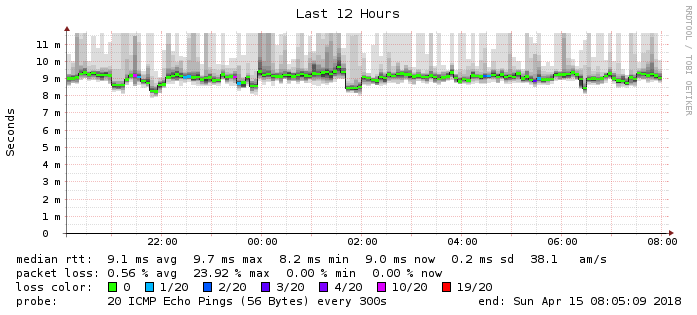 Last 12 Hours
RRDTOOL / TOBI OETIKER
Seconds
11 m
10 m
9 m
8 m
7 m
6 m
5 m
4 m
3 m
2 m
1 m
0
22:00 00:00 02:00 04:00 06:00 08:00
median rtt: 9.1 ms avg 9.7 ms max 8.2 ms min 9.0 ms now 0.2 ms sd 38.1 am/s
packet loss: 0.56 % avg 23.92 % max 0.00 % min 0.00 % now
loss color: 0 1/20 2/20 3/20 4/20 10/20 19/20
probe: 20 ICMP Echo Pings (56 Bytes) every 300s end: Sun Apr 15 08:05:09 2018